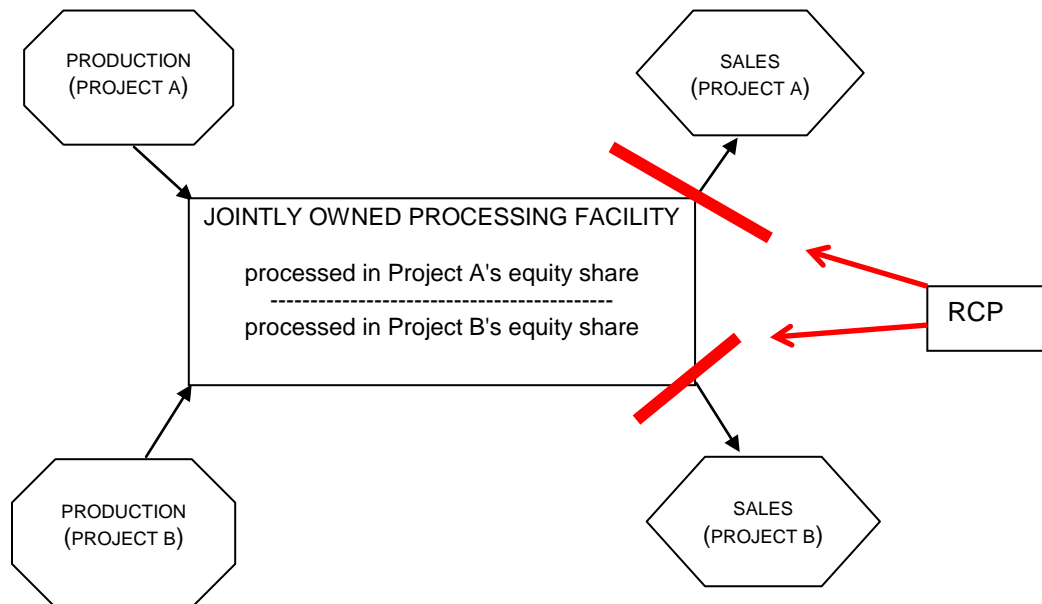 PRODUCTION
(PROJECT A)
SALES
(PROJECT A)
JOINTLY OWNED PROCESSING FACILITY
processed in Project A's equity share
-------------------------------------------
processed in Project B's equity share
RCP
PRODUCTION
(PROJECT B)
SALES
(PROJECT B)